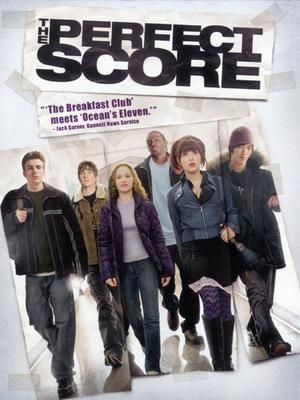 THE PERFECT
SCORE
"'The Breakfast Club'
meets 'Ocean's Eleven.'"
– Jack Garner, Gannett News Service